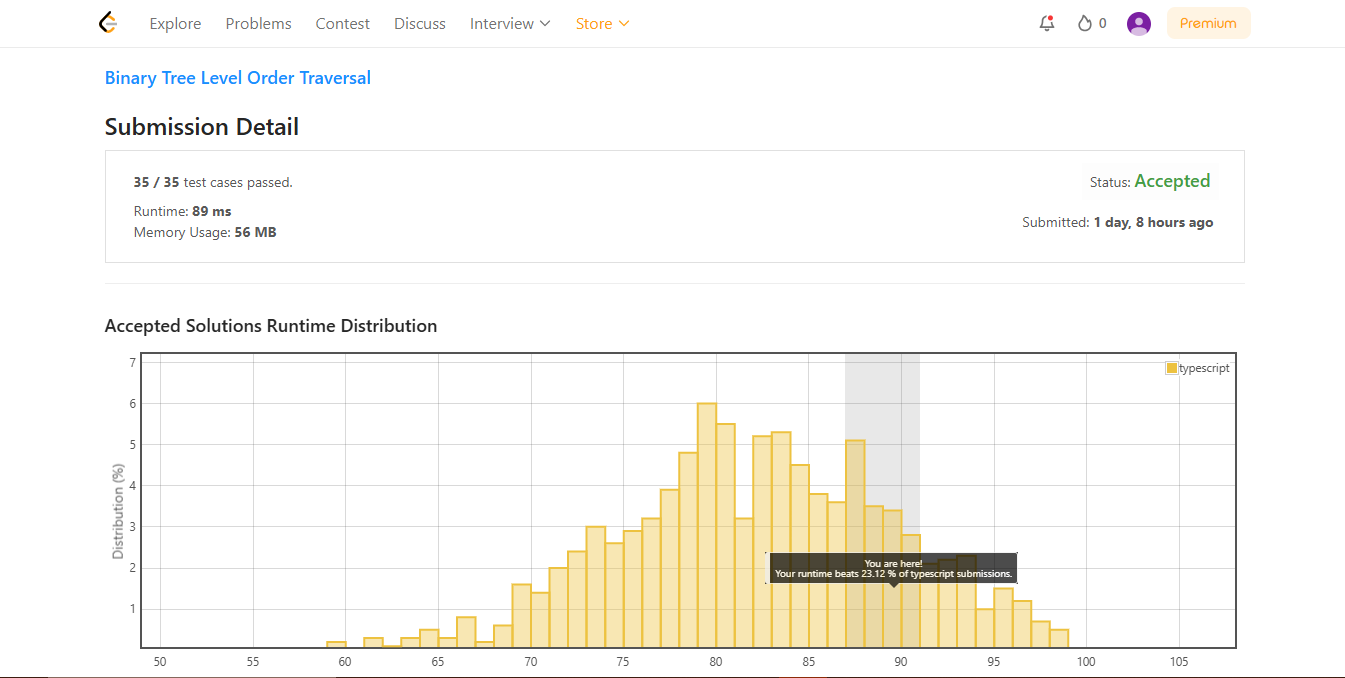 Explore Problems Contest Discuss Interview Store 0 Premium
Binary Tree Level Order Traversal
Submission Detail
35 / 35 test cases passed.
Status: Accepted
Runtime: 89 ms
Memory Usage: 56 MB
Submitted: 1 day, 8 hours ago
Accepted Solutions Runtime Distribution
typescript
7
6
5
4
3
2
1
Distribution (%)
You are here!
Your runtime beats 23.12 % of typescript submissions.
50 55 60 65 70 75 80 85 90 95 100 105